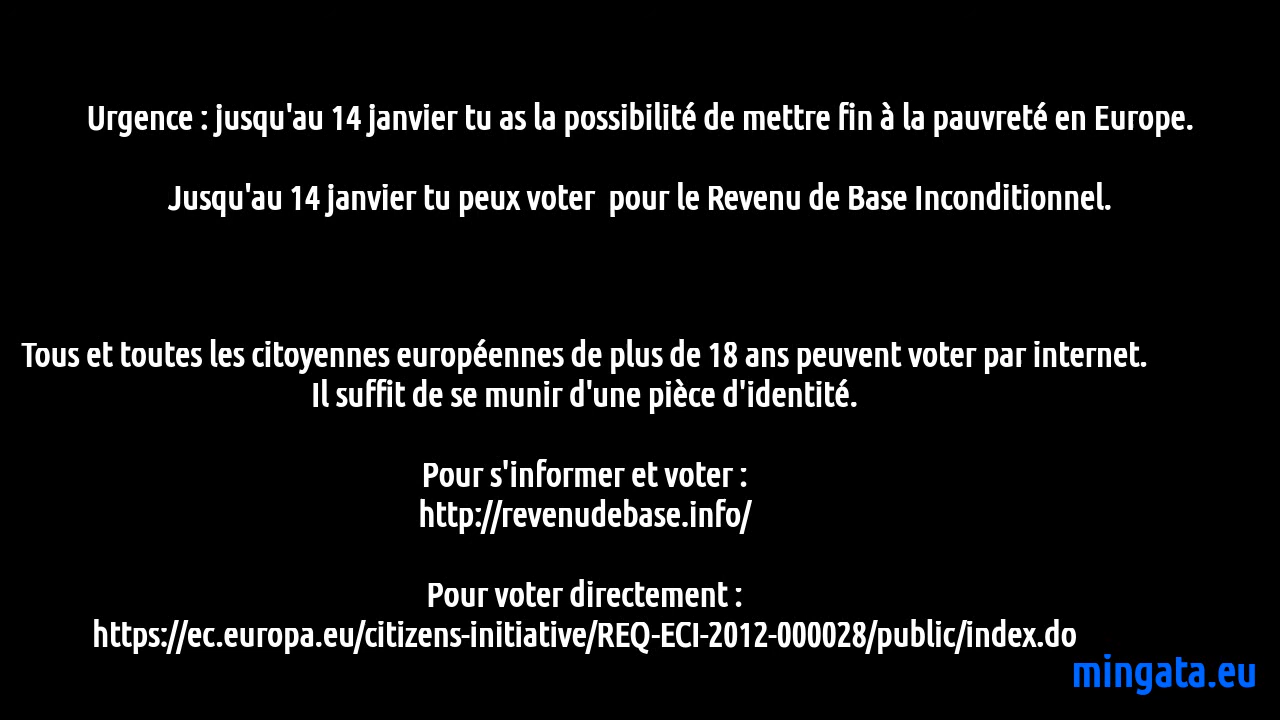 Urgence : jusqu'au 14 janvier tu as la possibilité de mettre fin à la pauvreté en Europe.
Jusqu'au 14 janvier tu peux voter  pour le Revenu de Base Inconditionnel.
Tous et toutes les citoyennes européennes de plus de 18 ans peuvent voter par internet.
Il suffit de se munir d'une pièce d'identité.
Pour s'informer et voter :
http://revenudebase.info/
Pour voter directement :
https://ec.europa.eu/citizens-initiative/REQ-ECI-2012-000028/public/index.do
mingata.eu